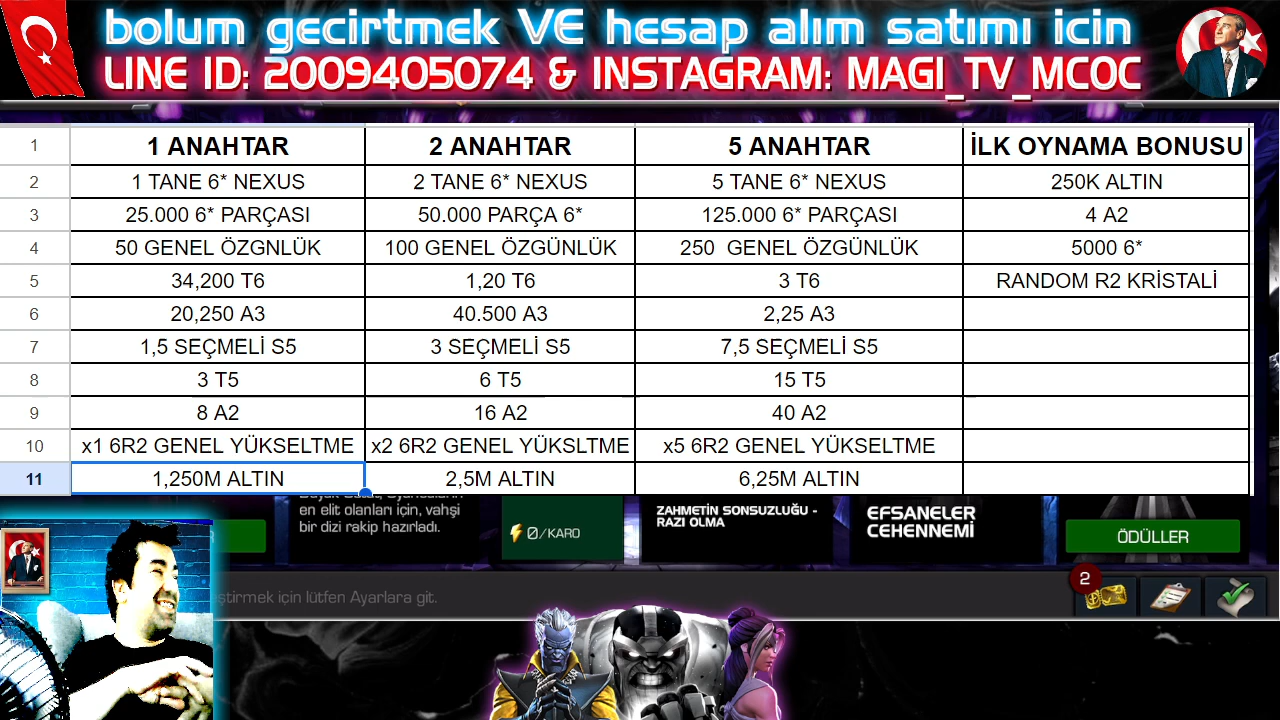 bolum gecirtmek VE hesap alım satımı icin
LINE ID: 2009405074 & INSTAGRAM: MAGI_TV_MCOC
1 1 ANAHTAR 2 ANAHTAR 5 ANAHTAR İLK OYNAMA BONUSU
2 1 TANE 6* NEXUS 2 TANE 6* NEXUS 5 TANE 6* NEXUS 250K ALTIN
3 25.000 6* PARÇASI 50.000 PARÇA 6* 125.000 6* PARÇASI 4 A2
4 50 GENEL ÖZGNLÜK 100 GENEL ÖZGÜNLÜK 250 GENEL ÖZGÜNLÜK 5000 6*
5 34,200 T6 1,20 T6 3 T6 RANDOM R2 KRİSTALİ
6 20,250 A3 40.500 A3 2,25 A3
7 1,5 SEÇMELİ S5 3 SEÇMELİ S5 7,5 SEÇMELİ S5
8 3 T5 6 T5 15 T5
9 8 A2 16 A2 40 A2
10 x1 6R2 GENEL YÜKSELTME x2 6R2 GENEL YÜKSLTME x5 6R2 GENEL YÜKSELTME
11 1,250M ALTIN 2,5M ALTIN 6,25M ALTIN
en elit olanları için, vahşi
bir dizi rakip hazırladı.
0/KARO
ZAHMETİN SONSUZLUĞU -
RAZI OLMA
EFSANELER
CEHENNEMİ
ÖDÜLLER
2
ştirmek için lütfen Ayarlara git.